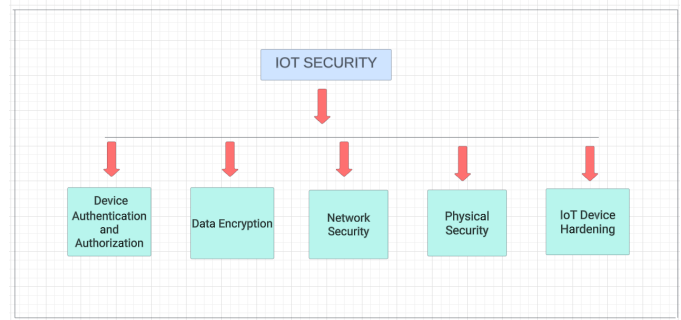 IOT SECURITY
Device
Authentication
and
Authorization
Data Encryption
Network
Security
Physical
Security
IoT Device
Hardening